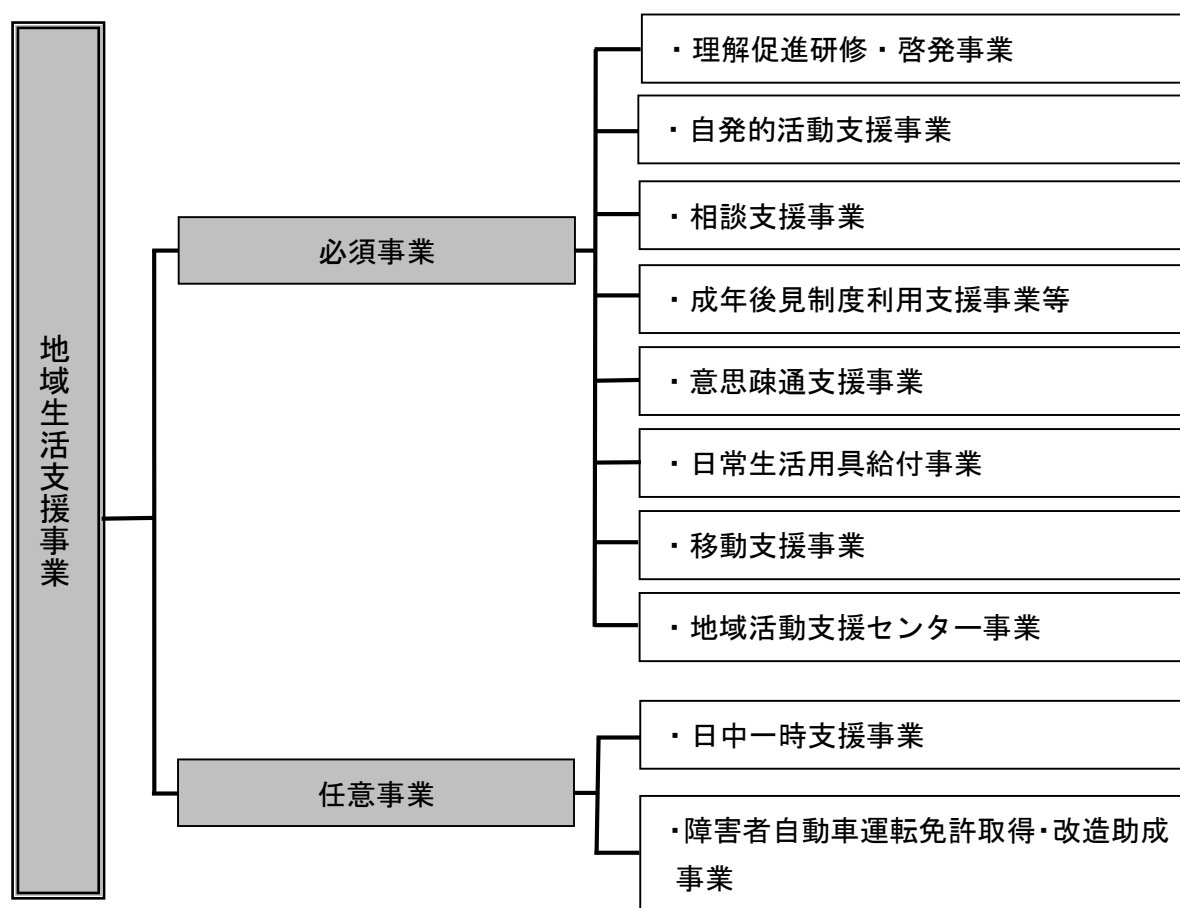 地域生活支援事業
必須事業
・理解促進研修・啓発事業
・自発的活動支援事業
・相談支援事業
・成年後見制度利用支援事業等
・意思疎通支援事業
・日常生活用具給付事業
・移動支援事業
・地域活動支援センター事業
任意事業
・日中一時支援事業
・障害者自動車運転免許取得・改造助成
事業